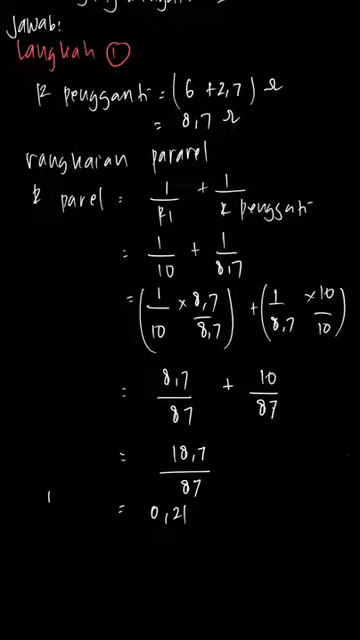 Jawab:
Langkah ①
R pengganti = (6 + 2,7) Ω
= 8,7 Ω
rangkaian pararel
R parel = 1/R1 + 1/R pengganti
= 1/10 + 1/8,7
= (1/10 × 8,7/8,7) + (1/8,7 × 10/10)
= 8,7/87 + 10/87
= 18,7/87
= 0,21